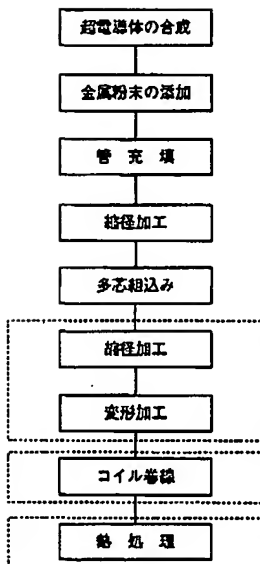 超電導体の合成
金属粉末の添加
管 充 填
縮径加工
多芯組込み
縮径加工
変形加工
コイル巻線
熱 処 理